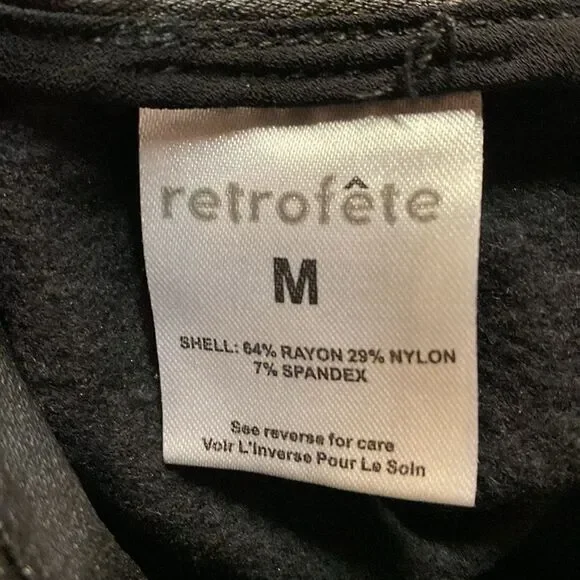 retrofête
M
SHELL: 64% RAYON 29% NYLON
7% SPANDEX
See reverse for care
Voir L'Inverse Pour Le Soin